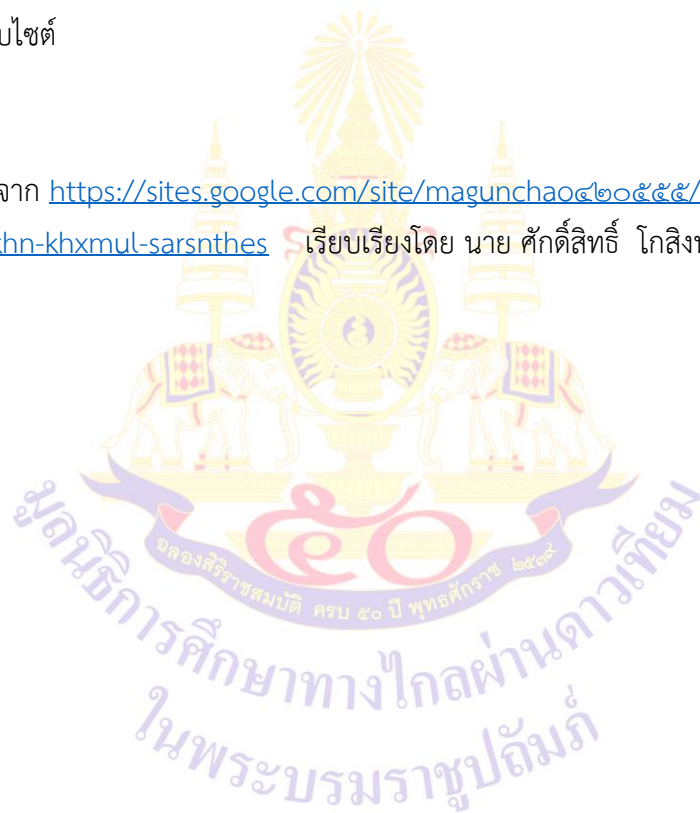 บไซต์
จาก https://sites.google.com/site/magunchao๔๒๐๕๕๕/
khn-khxmul-sarsnthes เรียบเรียงโดย นาย ศักดิ์สิทธิ์ โกสิง
๕๐
ฉลองสิริราชสมบัติ ครบ ๕๐ ปี พุทธศักราช ๒๕๓๙
มูลนิธิการศึกษาทางไกลผ่านดาวเทียม
ในพระบรมราชูปถัมภ์